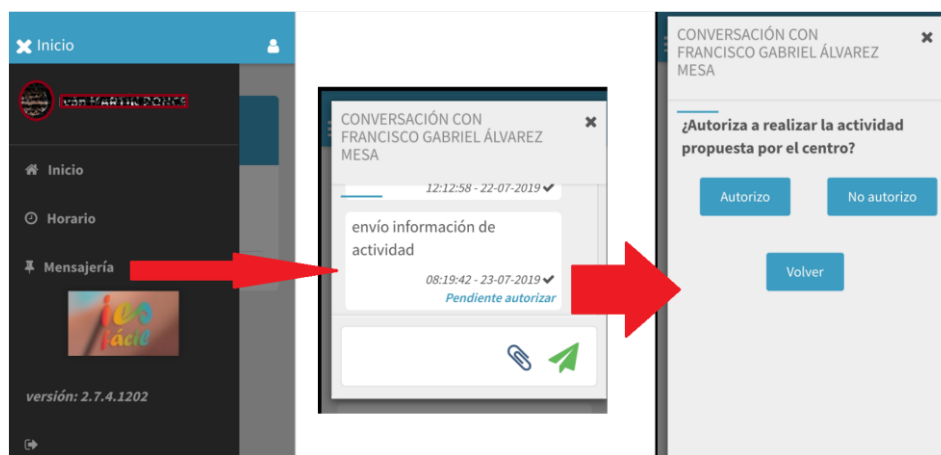 Inicio
Inicio
Horario
Mensajería
ico
fácil
versión: 2.7.4.1202
CONVERSACIÓN CON
FRANCISCO GABRIEL ÁLVAREZ
MESA
12:12:58 - 22-07-2019
envío información de
actividad
08:19:42 - 23-07-2019
Pendiente autorizar
CONVERSACIÓN CON
FRANCISCO GABRIEL ÁLVAREZ
MESA
¿Autoriza a realizar la actividad
propuesta por el centro?
Autorizo
No autorizo
Volver